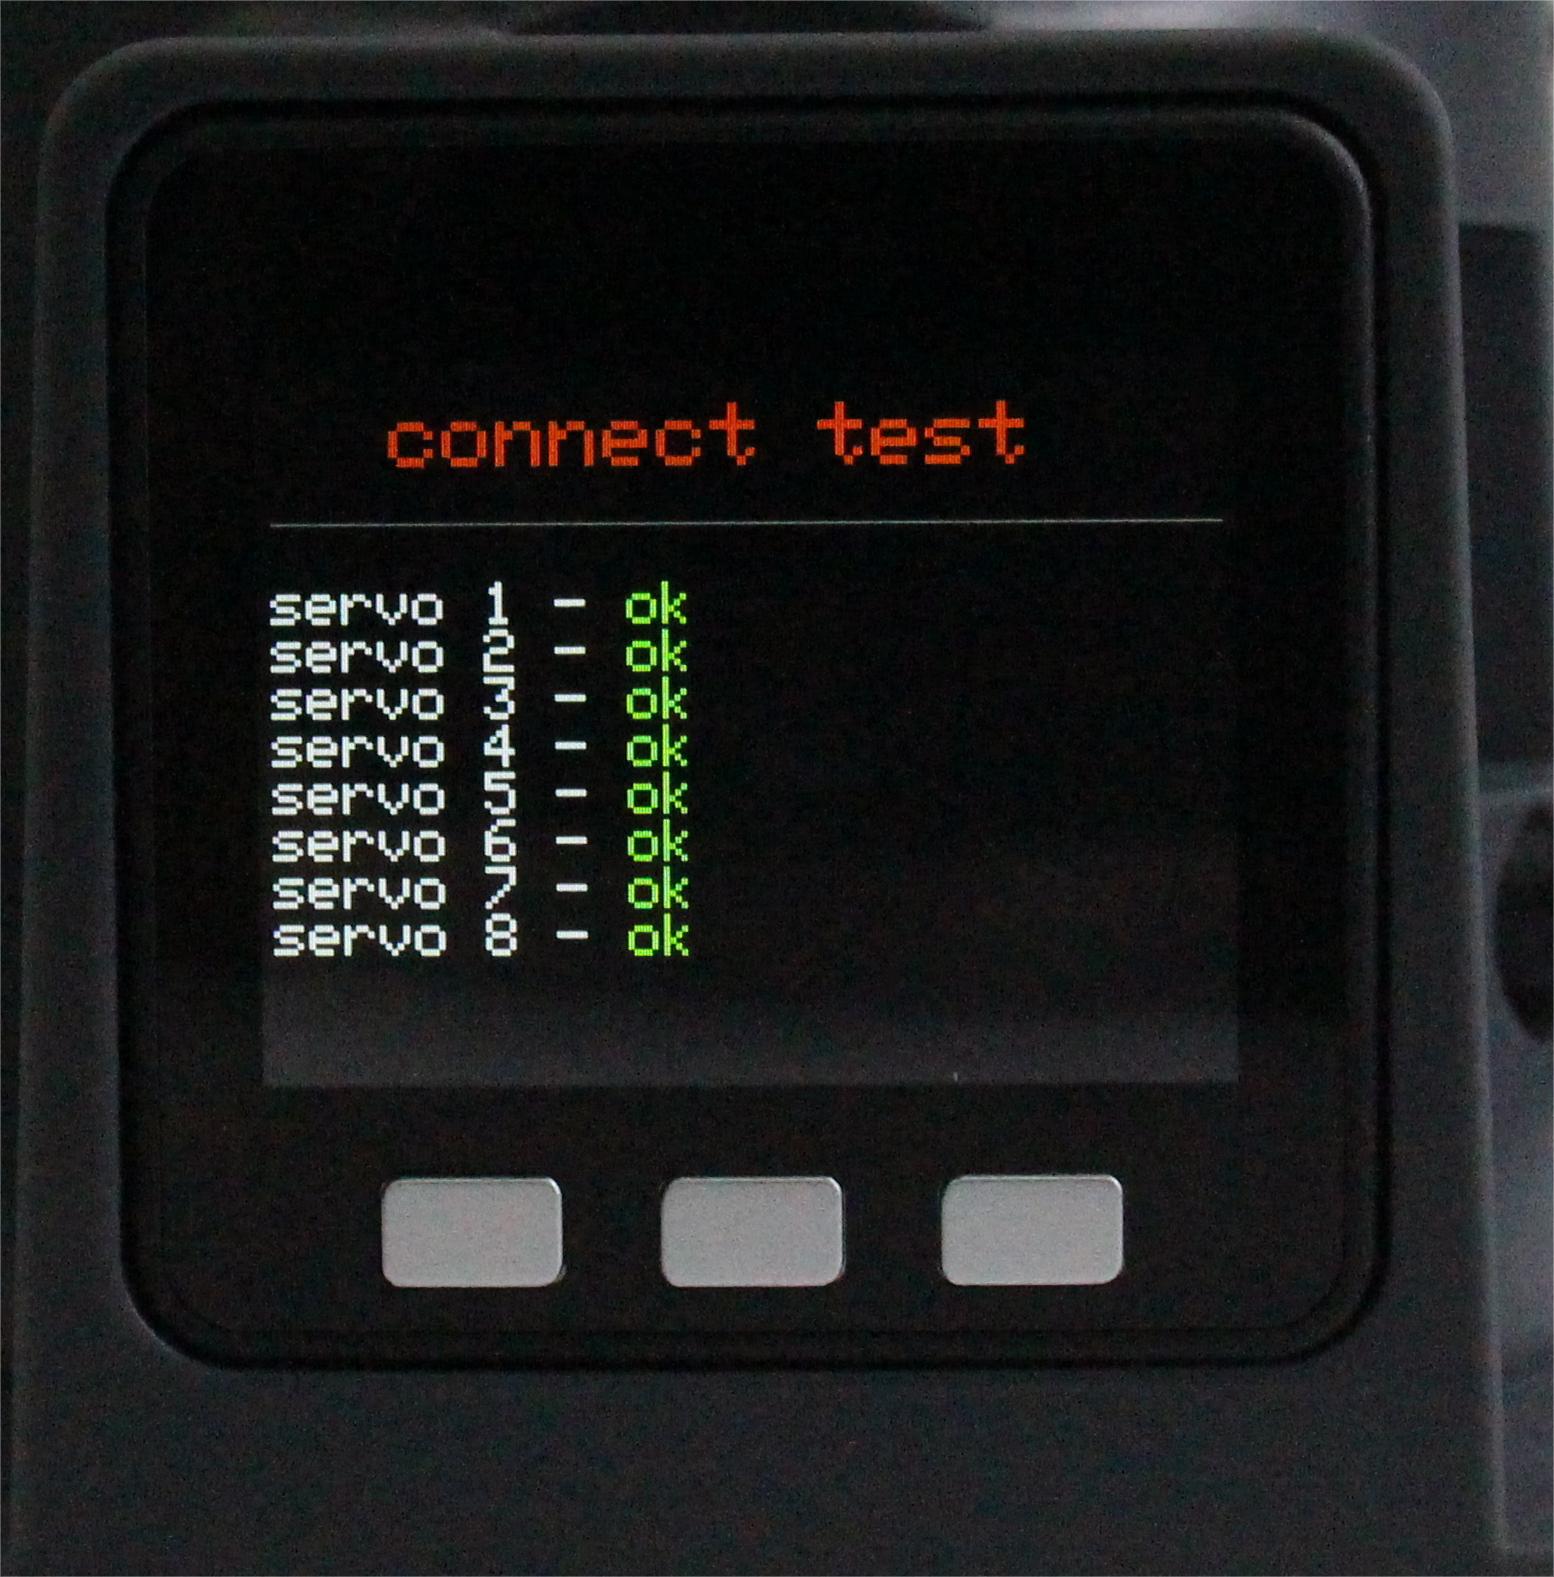 connect test
servo 1 - ok
servo 2 - ok
servo 3 - ok
servo 4 - ok
servo 5 - ok
servo 6 - ok
servo 7 - ok
servo 8 - ok